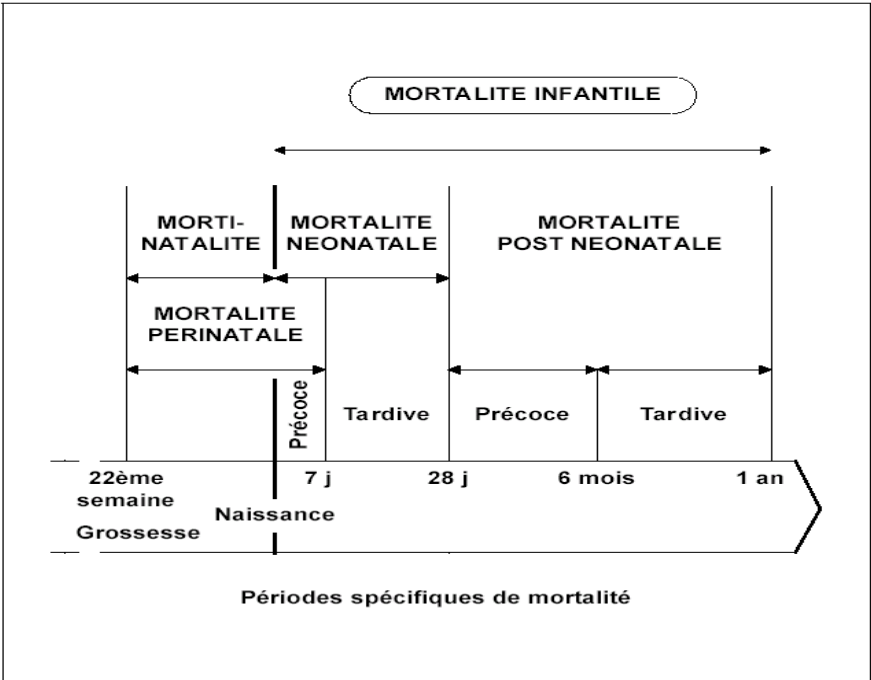 MORTALITE INFANTILE
MORTI-
NATALITE
MORTALITE
NEONATALE
MORTALITE
POST NEONATALE
MORTALITE
PERINATALE
Précoce
Tardive
Précoce
Tardive
22ème
semaine
7 j
28 j
6 mois
1 an
Naissance
Grossesse
Périodes spécifiques de mortalité